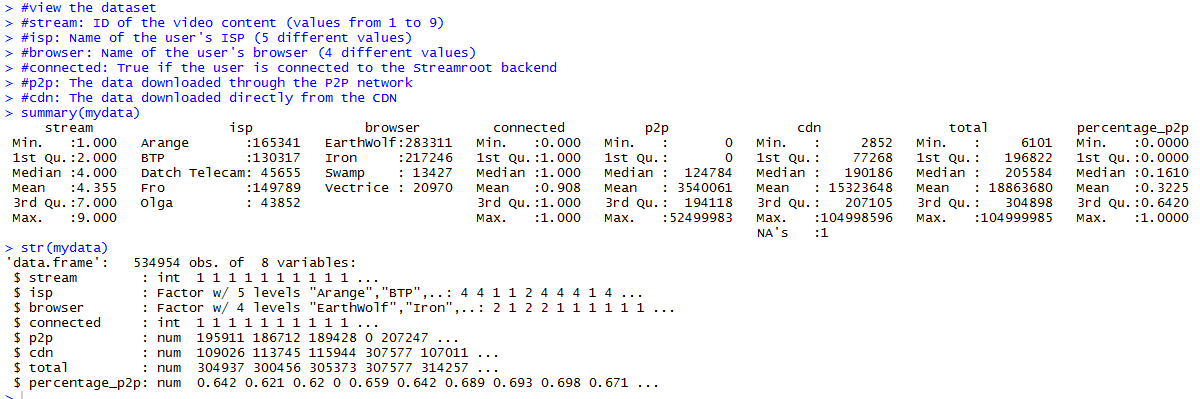 > #view the dataset
> #stream: ID of the video content (values from 1 to 9)
> #isp: Name of the user's ISP (5 different values)
> #browser: Name of the user's browser (4 different values)
> #connected: True if the user is connected to the Streamroot backend
> #p2p: The data downloaded through the P2P network
> #cdn: The data downloaded directly from the CDN
> summary(mydata)
     stream                 isp               browser         connected          p2p                cdn                total            percentage_p2p
 Min.   :1.000   Arange       :165341   EarthWolf:283311   Min.   :0.000   Min.   :       0   Min.   :     2852   Min.   :     6101   Min.   :0.0000
 1st Qu.:2.000   BTP          :130317   Iron     :217246   1st Qu.:1.000   1st Qu.:       0   1st Qu.:    77268   1st Qu.:   196822   1st Qu.:0.0000
 Median :4.000   Datch Telecam: 45655   Swamp    : 13427   Median :1.000   Median :  124784   Median :   190186   Median :   205584   Median :0.1610
 Mean   :4.355   Fro          :149789   Vectrice : 20970   Mean   :0.908   Mean   : 3540061   Mean   : 15323648   Mean   : 18863680   Mean   :0.3225
 3rd Qu.:7.000   Olga         : 43852                      3rd Qu.:1.000   3rd Qu.:  194118   3rd Qu.:   207105   3rd Qu.:   304898   3rd Qu.:0.6420
 Max.   :9.000                                             Max.   :1.000   Max.   :52499983   Max.   :104998596   Max.   :104999985   Max.   :1.0000
                                                                                              NA's   :1
> str(mydata)
'data.frame':   534954 obs. of  8 variables:
 $ stream        : int  1 1 1 1 1 1 1 1 1 1 ...
 $ isp           : Factor w/ 5 levels "Arange","BTP",..: 4 4 1 1 2 4 4 4 1 4 ...
 $ browser       : Factor w/ 4 levels "EarthWolf","Iron",..: 2 1 2 2 1 1 1 1 1 1 ...
 $ connected     : int  1 1 1 1 1 1 1 1 1 1 ...
 $ p2p           : num  195911 186712 189428 0 207247 ...
 $ cdn           : num  109026 113745 115944 307577 107011 ...
 $ total         : num  304937 300456 305373 307577 314257 ...
 $ percentage_p2p: num  0.642 0.621 0.62 0 0.659 0.642 0.689 0.693 0.698 0.671 ...
>